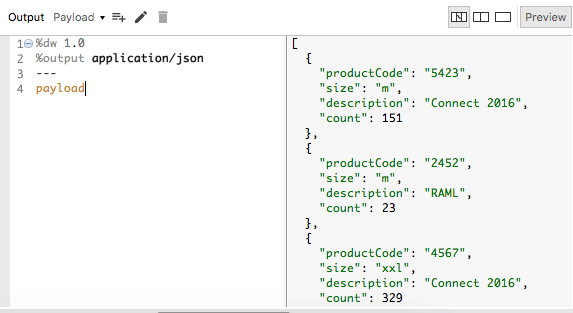 Output Payload Preview
1 %dw 1.0
2 %output application/json
3 ---
4 payload
[
{
"productCode": "5423",
"size": "m",
"description": "Connect 2016",
"count": 151
},
{
"productCode": "2452",
"size": "m",
"description": "RAML",
"count": 23
},
{
"productCode": "4567",
"size": "xxl",
"description": "Connect 2016",
"count": 329